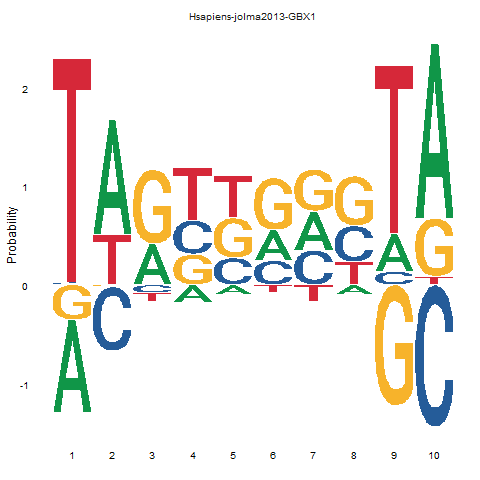 Hsapiens-jolma2013-GBX1
Probability
2
1
0
-1
T G A
A T C
G A C T
T C G A
T G C A
G A C T
G A C T
G C T A
T A C G
A G T C
1 2 3 4 5 6 7 8 9 10